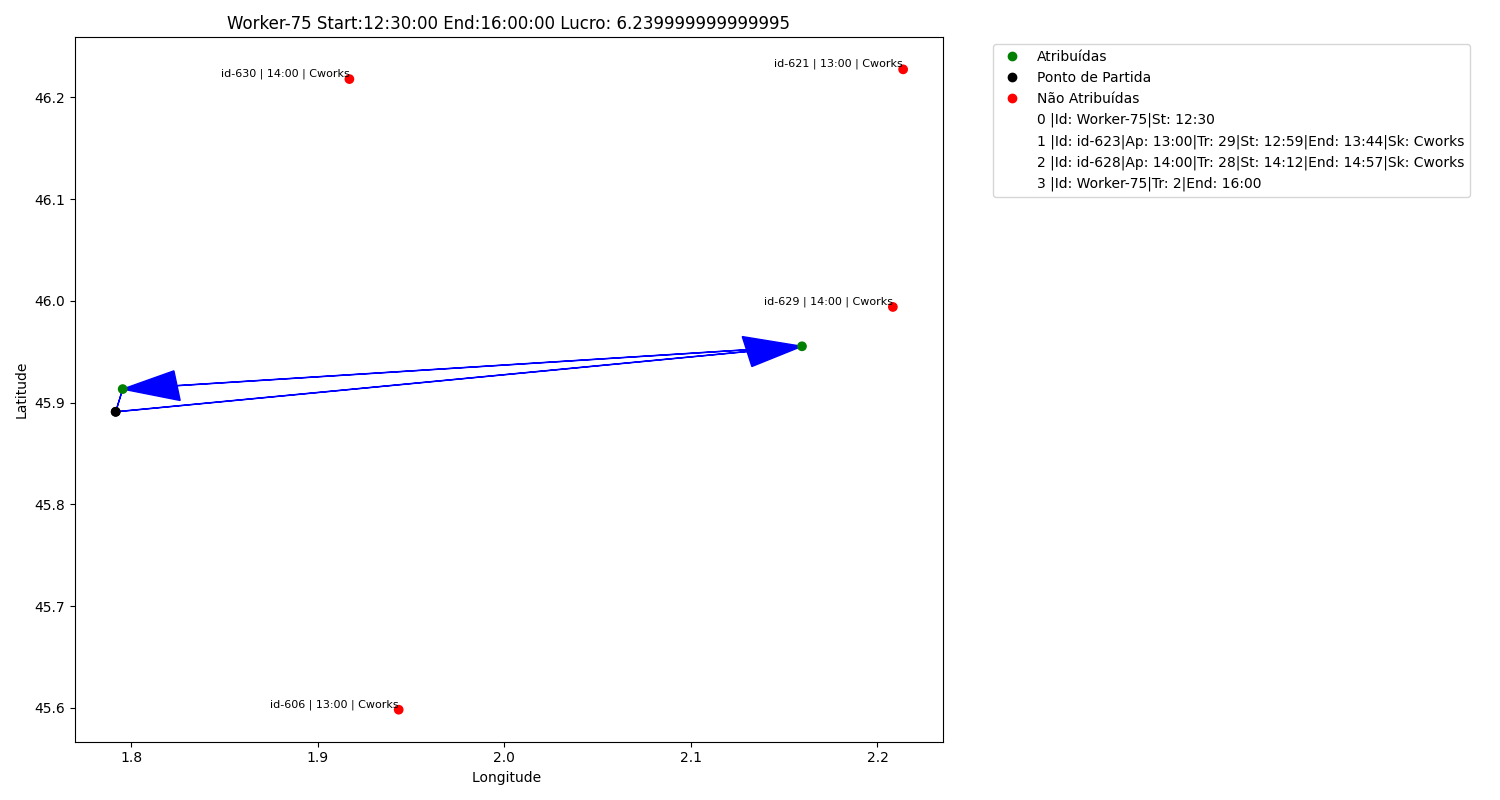 Worker-75 Start:12:30:00 End:16:00:00 Lucro: 6.239999999999995
id-630 | 14:00 | Cworks
id-621 | 13:00 | Cworks
id-629 | 14:00 | Cworks
id-606 | 13:00 | Cworks
46.2
46.1
46.0
45.9
45.8
45.7
45.6
Latitude
1.8
1.9
2.0
2.1
2.2
Longitude
Atribuídas
Ponto de Partida
Não Atribuídas
0 |Id: Worker-75|St: 12:30
1 |Id: id-623|Ap: 13:00|Tr: 29|St: 12:59|End: 13:44|Sk: Cworks
2 |Id: id-628|Ap: 14:00|Tr: 28|St: 14:12|End: 14:57|Sk: Cworks
3 |Id: Worker-75|Tr: 2|End: 16:00